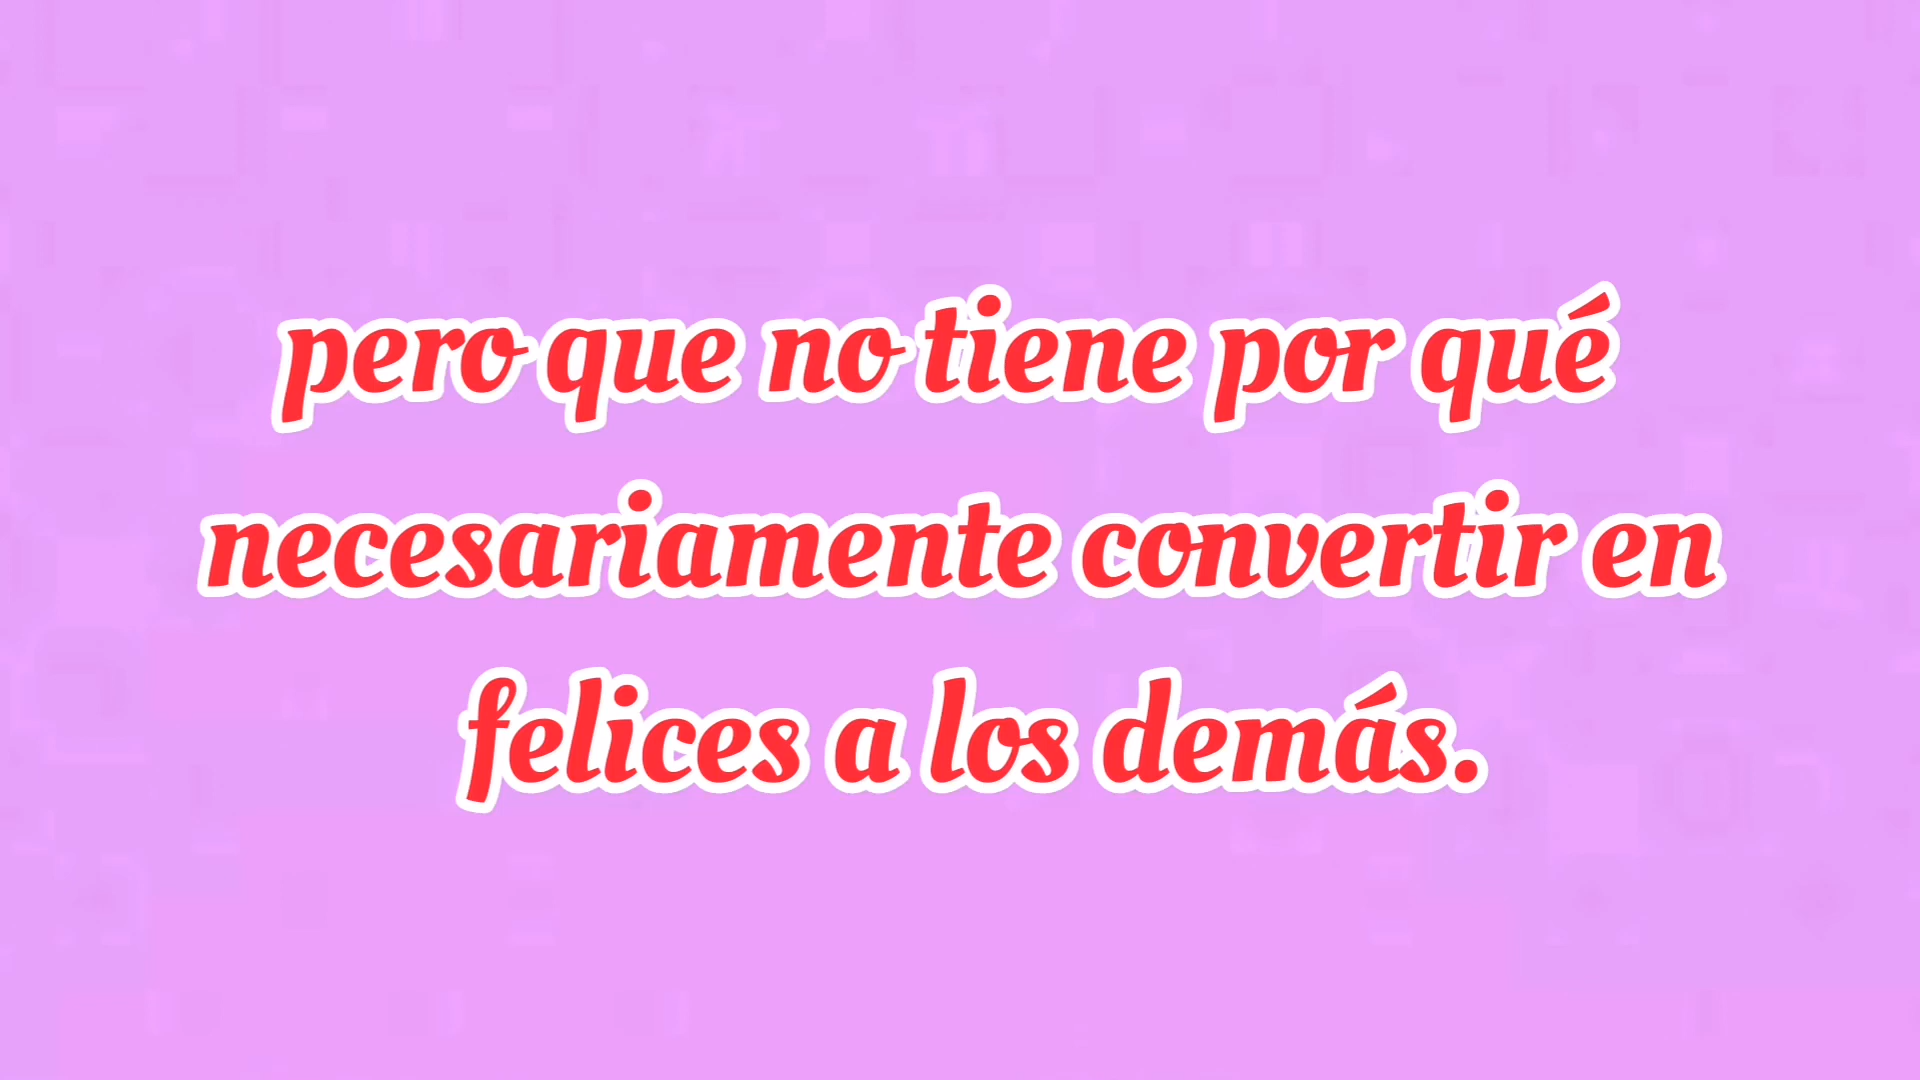 pero que no tiene por qué
necesariamente convertir en
felices a los demás.